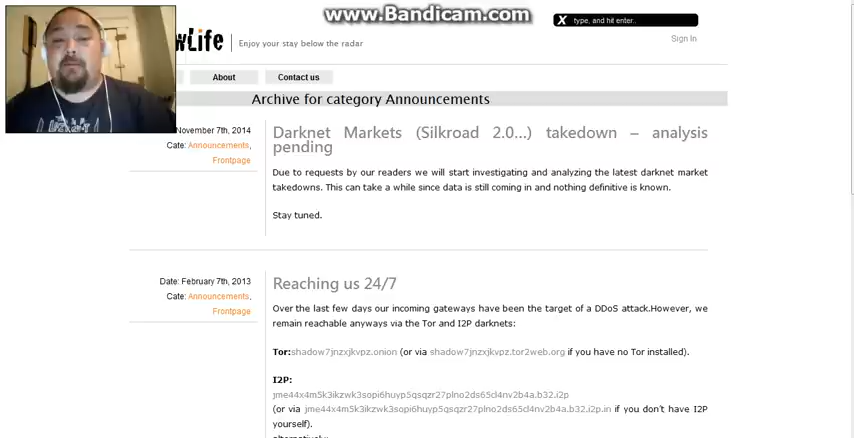 www.Bandicam.com
X type, and hit enter..
Life
Enjoy your stay below the radar
Sign In
About
Contact us
Archive for category Announcements
November 7th, 2014
Cate: Announcements,
Frontpage
Darknet Markets (Silkroad 2.0…) takedown – analysis
pending
Due to requests by our readers we will start investigating and analyzing the latest darknet market
takedowns. This can take a while since data is still coming in and nothing definitive is known.
Stay tuned.
Date: February 7th, 2013
Cate: Announcements,
Frontpage
Reaching us 24/7
Over the last few days our incoming gateways have been the target of a DDoS attack.However, we
remain reachable anyways via the Tor and I2P darknets:
Tor:shadow7jnzxjkvpz.onion (or via shadow7jnzxjkvpz.tor2web.org if you have no Tor installed).
I2P:
jme44x4m5k3ikzwk3sopi6huyp5qsqzr27plno2ds65cl4nv2b4a.b32.i2p
(or via jme44x4m5k3ikzwk3sopi6huyp5qsqzr27plno2ds65cl4nv2b4a.b32.i2p.in if you don't have I2P
yourself).